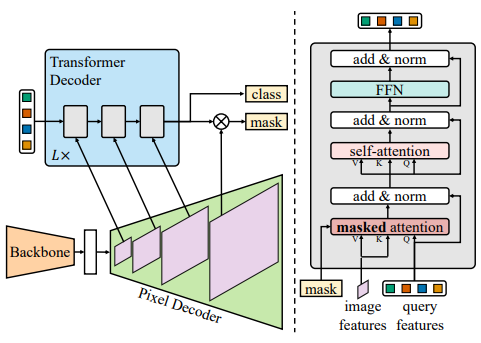 Transformer
Decoder
L×
class
mask
Backbone
Pixel Decoder
add & norm
FFN
add & norm
self-attention
V K Q
add & norm
masked attention
V K Q
mask
image
features
query
features